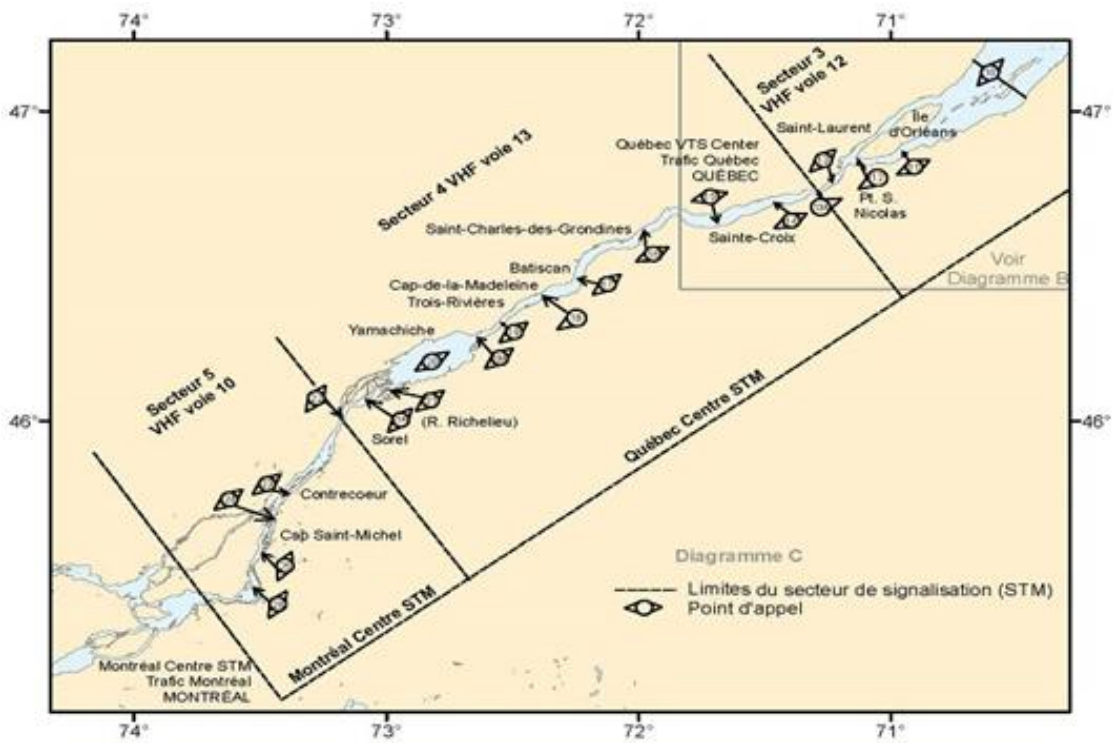 74°
73°
72°
71°
47°
47°
Secteur 3
VHF voie 12
Saint-Laurent
Île
d'Orléans
Québec VTS Center
Trafic Québec
QUÉBEC
Secteur 4 VHF voie 13
Pt. S.
Nicolas
Saint-Charles-des-Grondines
Sainte-Croix
Batiscan
Voir
Diagramme B
Cap-de-la-Madeleine
Trois-Rivières
Yamachiche
Secteur 5
VHF voie 10
46°
46°
(R. Richelieu)
Sorel
Québec Centre STM
Contrecoeur
Cap Saint-Michel
Diagramme C
Limites du secteur de signalisation (STM)
Point d'appel
Montréal Centre STM
Montréal Centre STM
Trafic Montréal
MONTRÉAL
74°
73°
72°
71°